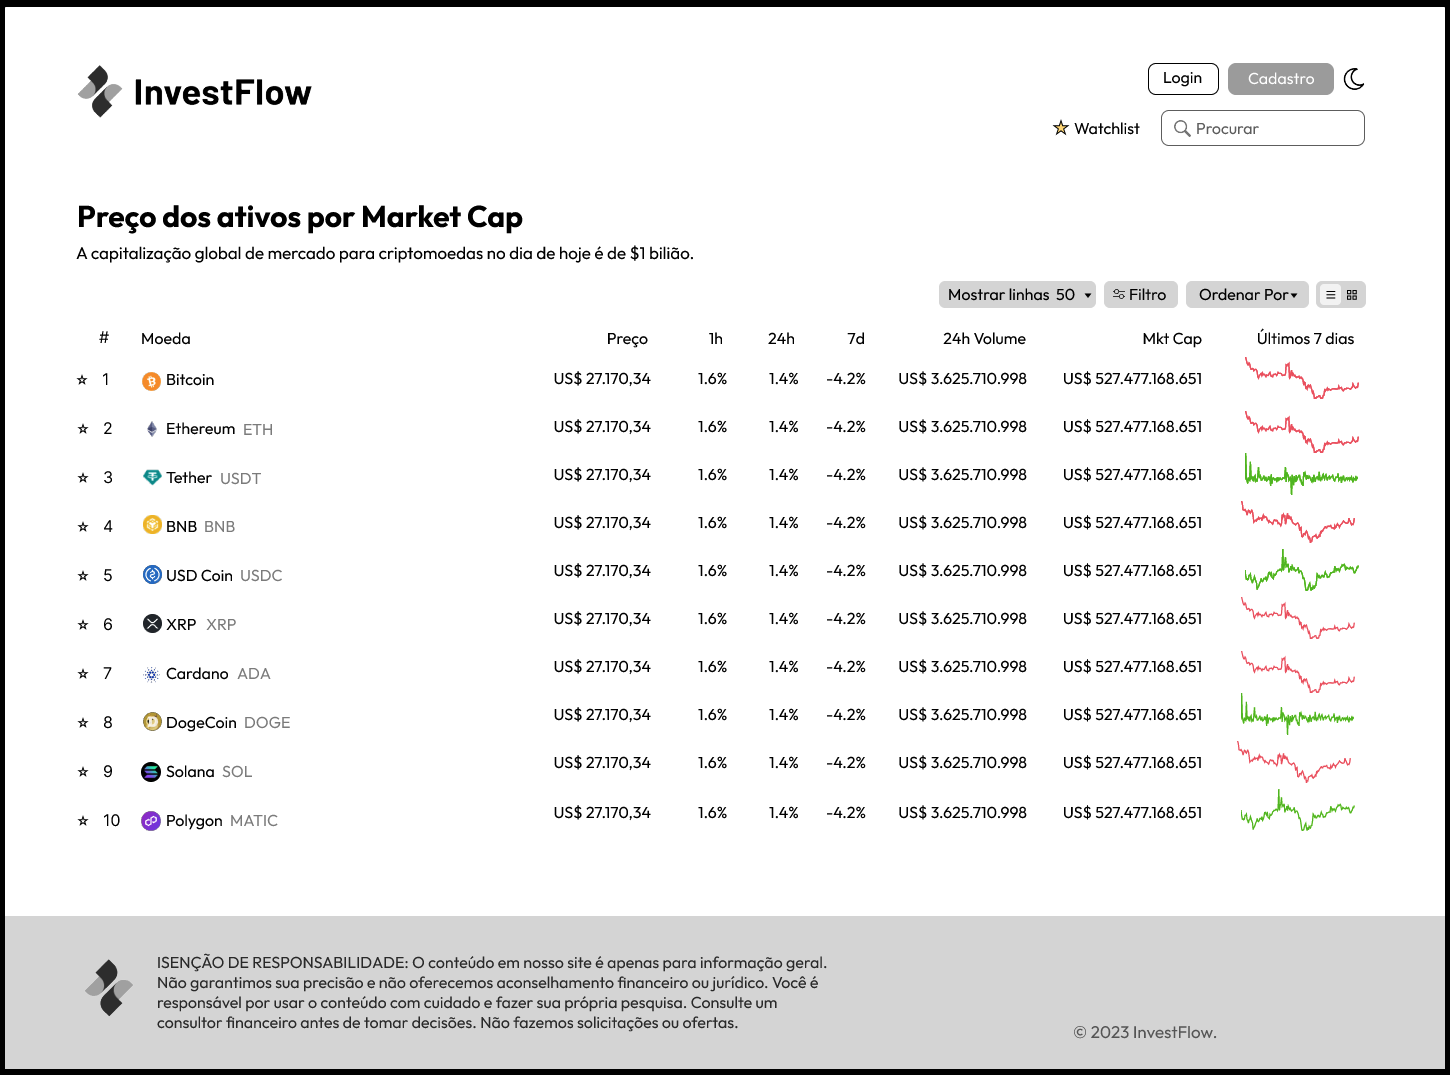 InvestFlow
Login Cadastro
Watchlist Procurar
Preço dos ativos por Market Cap
A capitalização global de mercado para criptomoedas no dia de hoje é de $1 bilião.
Mostrar linhas 50 Filtro Ordenar Por
# Moeda Preço 1h 24h 7d 24h Volume Mkt Cap Últimos 7 dias
1 Bitcoin US$ 27.170,34 1.6% 1.4% -4.2% US$ 3.625.710.998 US$ 527.477.168.651
2 Ethereum ETH US$ 27.170,34 1.6% 1.4% -4.2% US$ 3.625.710.998 US$ 527.477.168.651
3 Tether USDT US$ 27.170,34 1.6% 1.4% -4.2% US$ 3.625.710.998 US$ 527.477.168.651
4 BNB BNB US$ 27.170,34 1.6% 1.4% -4.2% US$ 3.625.710.998 US$ 527.477.168.651
5 USD Coin USDC US$ 27.170,34 1.6% 1.4% -4.2% US$ 3.625.710.998 US$ 527.477.168.651
6 XRP XRP US$ 27.170,34 1.6% 1.4% -4.2% US$ 3.625.710.998 US$ 527.477.168.651
7 Cardano ADA US$ 27.170,34 1.6% 1.4% -4.2% US$ 3.625.710.998 US$ 527.477.168.651
8 DogeCoin DOGE US$ 27.170,34 1.6% 1.4% -4.2% US$ 3.625.710.998 US$ 527.477.168.651
9 Solana SOL US$ 27.170,34 1.6% 1.4% -4.2% US$ 3.625.710.998 US$ 527.477.168.651
10 Polygon MATIC US$ 27.170,34 1.6% 1.4% -4.2% US$ 3.625.710.998 US$ 527.477.168.651
ISENÇÃO DE RESPONSABILIDADE: O conteúdo em nosso site é apenas para informação geral.
Não garantimos sua precisão e não oferecemos aconselhamento financeiro ou jurídico. Você é
responsável por usar o conteúdo com cuidado e fazer sua própria pesquisa. Consulte um
consultor financeiro antes de tomar decisões. Não fazemos solicitações ou ofertas.
© 2023 InvestFlow.